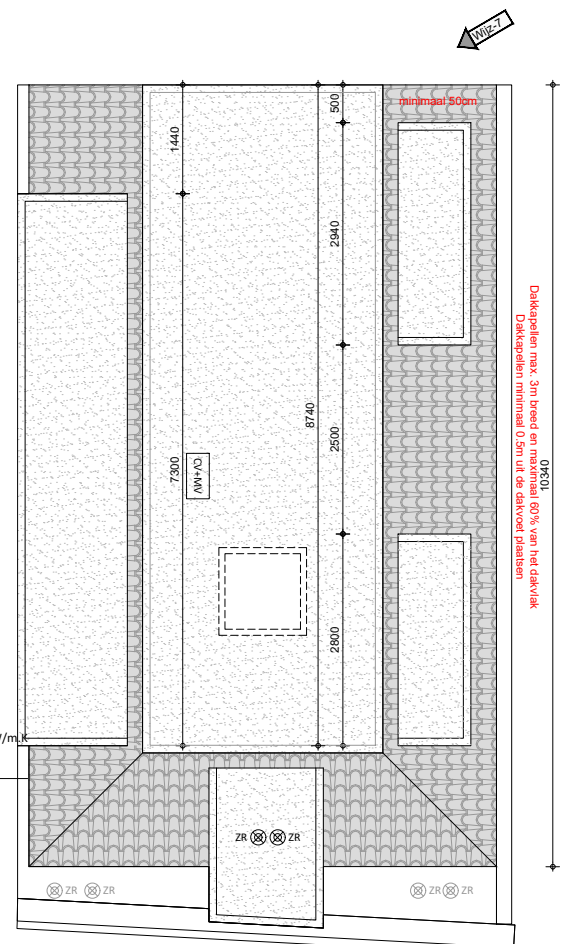 Wijz-7
minimaal 50cm
500
1440
2940
Dakkapellen max. 3m breed en maximaal 60% van het dakvlak
Dakkapellen minimaal 0.5m uit de dakvoet plaatsen
10340
8740
2500
7300
CV+MV
2800
/m.K
ZR ZR
ZR ZR
ZR ZR